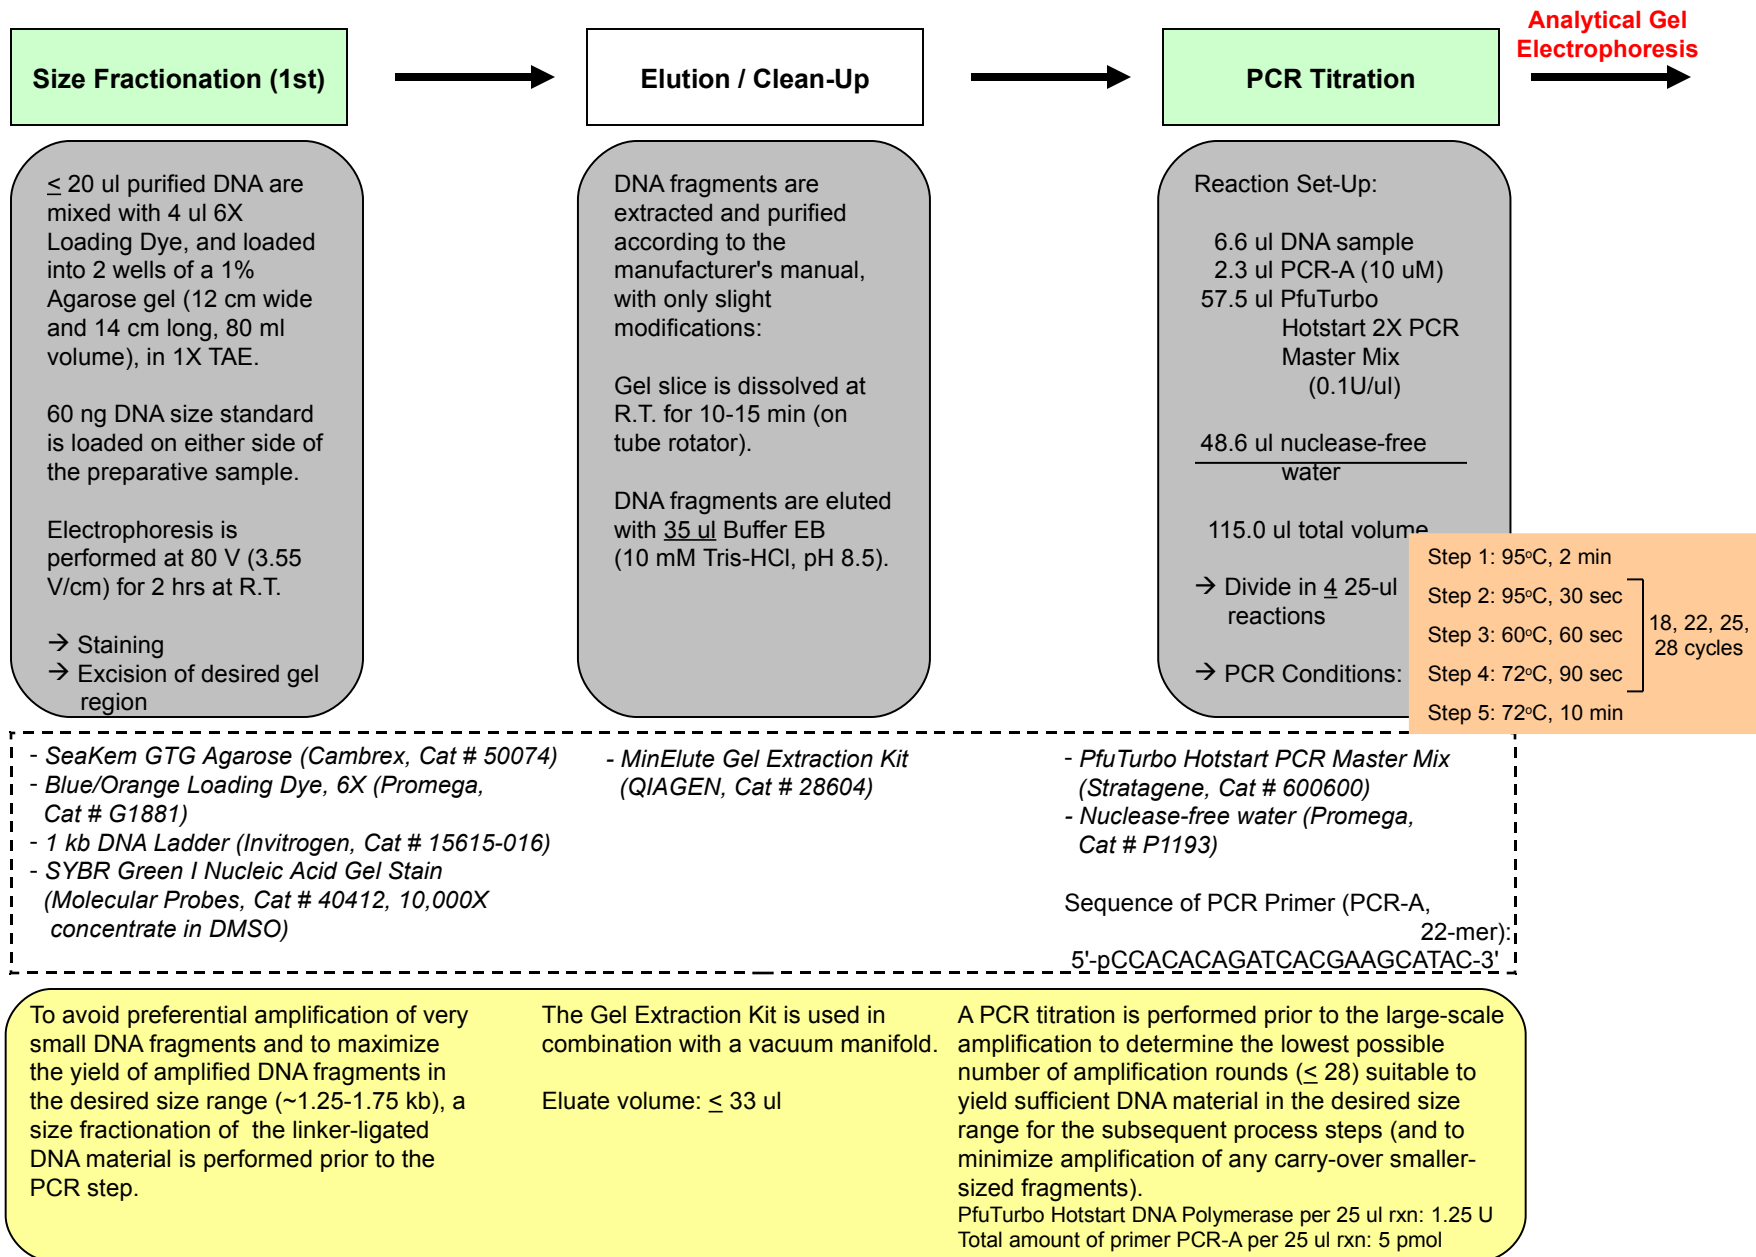 Analytical Gel
Electrophoresis
Size Fractionation (1st)
Elution / Clean-Up
PCR Titration
≤ 20 ul purified DNA are
mixed with 4 ul 6X
Loading Dye, and loaded
into 2 wells of a 1%
Agarose gel (12 cm wide
and 14 cm long, 80 ml
volume), in 1X TAE.
60 ng DNA size standard
is loaded on either side of
the preparative sample.
Electrophoresis is
performed at 80 V (3.55
V/cm) for 2 hrs at R.T.
→ Staining
→ Excision of desired gel
region
DNA fragments are
extracted and purified
according to the
manufacturer's manual,
with only slight
modifications:
Gel slice is dissolved at
R.T. for 10-15 min (on
tube rotator).
DNA fragments are eluted
with 35 ul Buffer EB
(10 mM Tris-HCl, pH 8.5).
Reaction Set-Up:
6.6 ul DNA sample
2.3 ul PCR-A (10 uM)
57.5 ul PfuTurbo
Hotstart 2X PCR
Master Mix
(0.1U/ul)
48.6 ul nuclease-free
water
115.0 ul total volume
→ Divide in 4 25-ul
reactions
→ PCR Conditions:
Step 1: 95°C, 2 min
Step 2: 95°C, 30 sec
Step 3: 60°C, 60 sec
Step 4: 72°C, 90 sec
Step 5: 72°C, 10 min
18, 22, 25,
28 cycles
- SeaKem GTG Agarose (Cambrex, Cat # 50074)
- Blue/Orange Loading Dye, 6X (Promega,
Cat # G1881)
- 1 kb DNA Ladder (Invitrogen, Cat # 15615-016)
- SYBR Green I Nucleic Acid Gel Stain
(Molecular Probes, Cat # 40412, 10,000X
concentrate in DMSO)
- MinElute Gel Extraction Kit
(QIAGEN, Cat # 28604)
- PfuTurbo Hotstart PCR Master Mix
(Stratagene, Cat # 600600)
- Nuclease-free water (Promega,
Cat # P1193)
Sequence of PCR Primer (PCR-A,
22-mer):
5'-pCCACACAGATCACGAAGCATAC-3'
To avoid preferential amplification of very
small DNA fragments and to maximize
the yield of amplified DNA fragments in
the desired size range (~1.25-1.75 kb), a
size fractionation of the linker-ligated
DNA material is performed prior to the
PCR step.
The Gel Extraction Kit is used in
combination with a vacuum manifold.
Eluate volume: ≤ 33 ul
A PCR titration is performed prior to the large-scale
amplification to determine the lowest possible
number of amplification rounds (≤ 28) suitable to
yield sufficient DNA material in the desired size
range for the subsequent process steps (and to
minimize amplification of any carry-over smaller-
sized fragments).
PfuTurbo Hotstart DNA Polymerase per 25 ul rxn: 1.25 U
Total amount of primer PCR-A per 25 ul rxn: 5 pmol